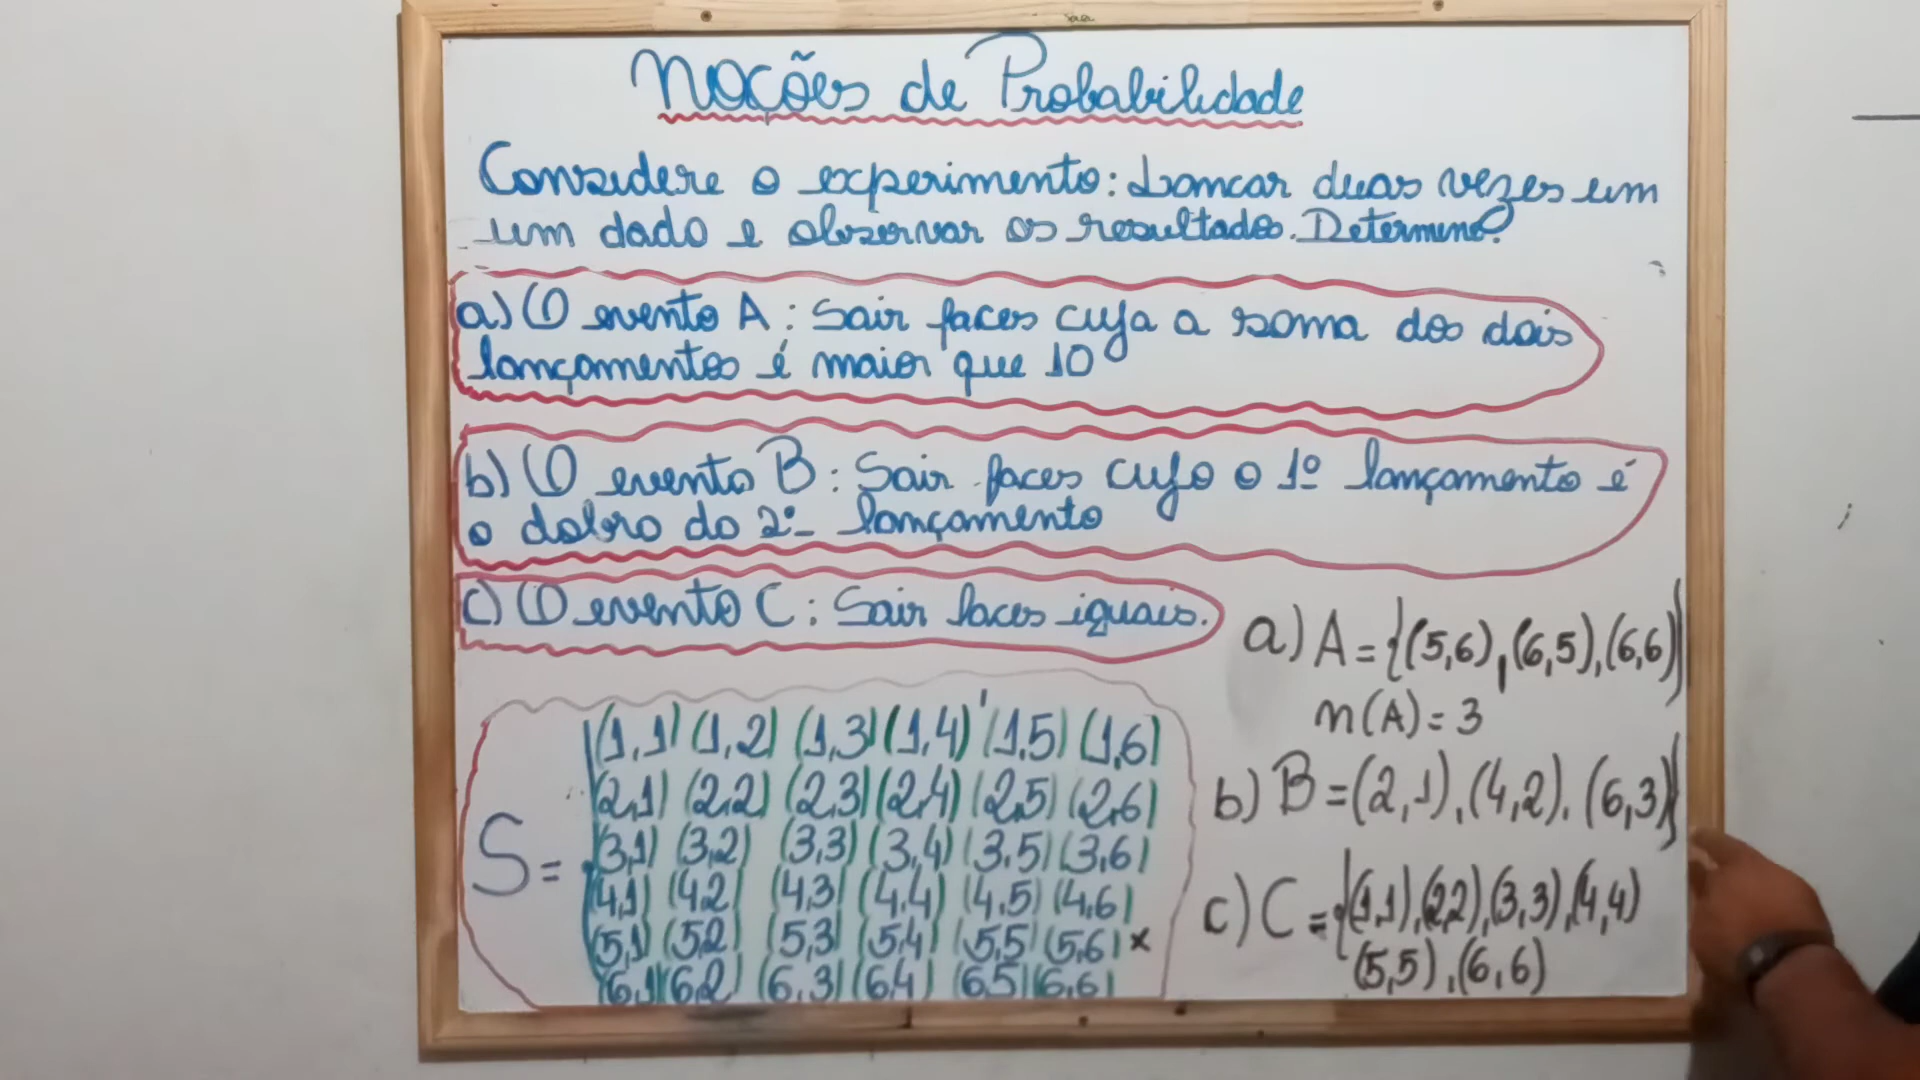 Noções de Probabilidade
Considere o experimento: Lancar duas vezes um
um dado e observar os resultados. Determine?
a) O evento A: Sair faces cuja a soma dos dois
lançamentos é maior que 10
b) O evento B: Sair faces cujo o 1º lançamento é
o dobro do 2º lançamento
c) O evento C: Sair faces iguais.
a) A = {(5,6), (6,5), (6,6)}
n(A) = 3
b) B = (2,1), (4,2), (6,3)}
c) C = {(1,1), (2,2), (3,3), (4,4)
(5,5), (6,6)
S =
(1,1) (1,2) (1,3) (1,4) (1,5) (1,6)
(2,1) (2,2) (2,3) (2,4) (2,5) (2,6)
(3,1) (3,2) (3,3) (3,4) (3,5) (3,6)
(4,1) (4,2) (4,3) (4,4) (4,5) (4,6)
(5,1) (5,2) (5,3) (5,4) (5,5) (5,6) x
(6,1) (6,2) (6,3) (6,4) (6,5) (6,6)